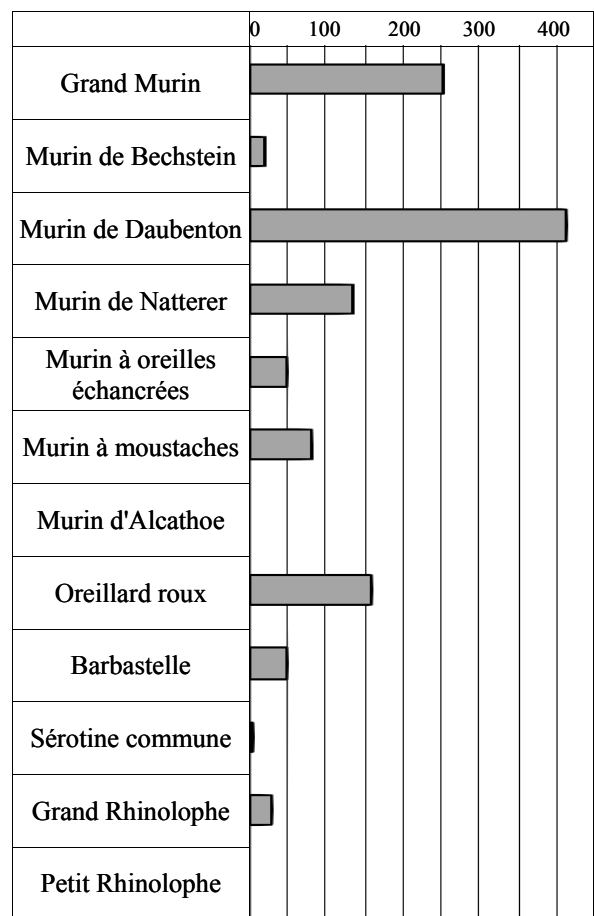 0 100 200 300 400
Grand Murin
Murin de Bechstein
Murin de Daubenton
Murin de Natterer
Murin à oreilles
échancrées
Murin à moustaches
Murin d'Alcathoe
Oreillard roux
Barbastelle
Sérotine commune
Grand Rhinolophe
Petit Rhinolophe